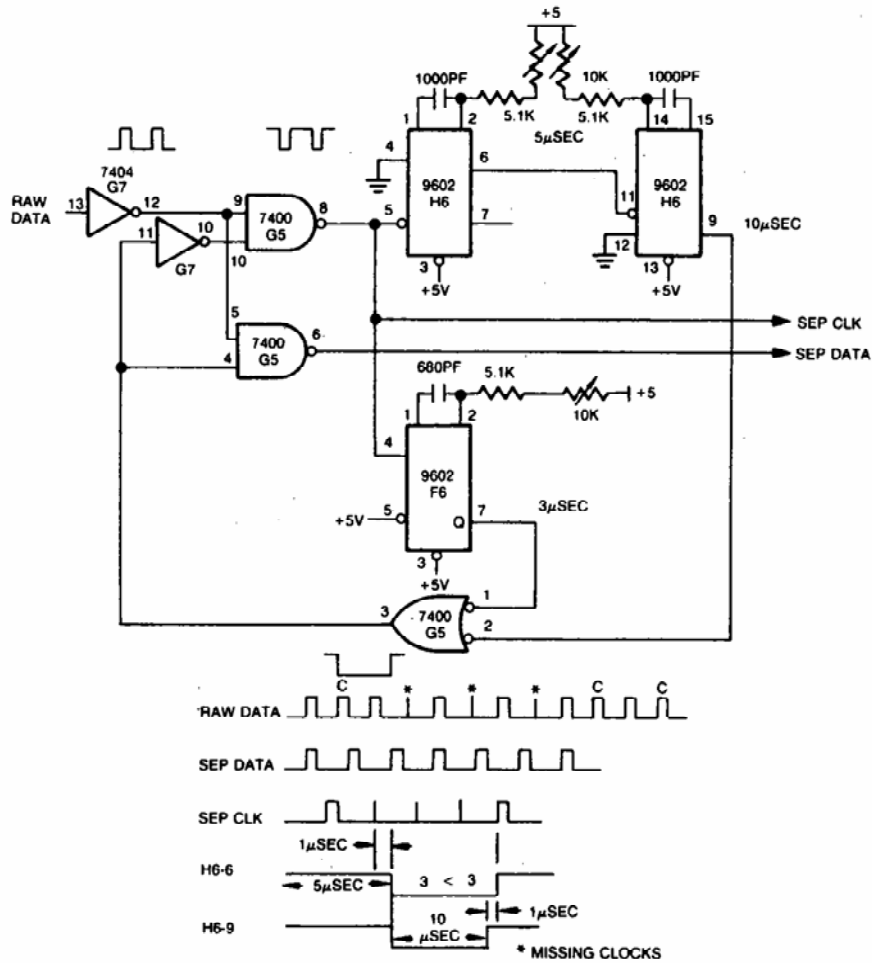 +5
1000PF
10K
1000PF
5.1K
5.1K
1
2
5µSEC
14
15
7404
G7
RAW
DATA
13
12
11
10
G7
9
10
7400
G5
8
4
5
9602
H6
6
7
3
+5V
11
12
9602
H6
9
13
+5V
10µSEC
5
4
7400
G5
6
SEP CLK
SEP DATA
680PF
5.1K
10K
+5
1
2
4
9602
F6
+5V
5
Q
7
3µSEC
3
+5V
3
7400
G5
1
2
C
*
*
*
C
C
RAW DATA
SEP DATA
SEP CLK
1µSEC
H6-6
5µSEC
3 < 3
H6-9
10
µSEC
1µSEC
* MISSING CLOCKS